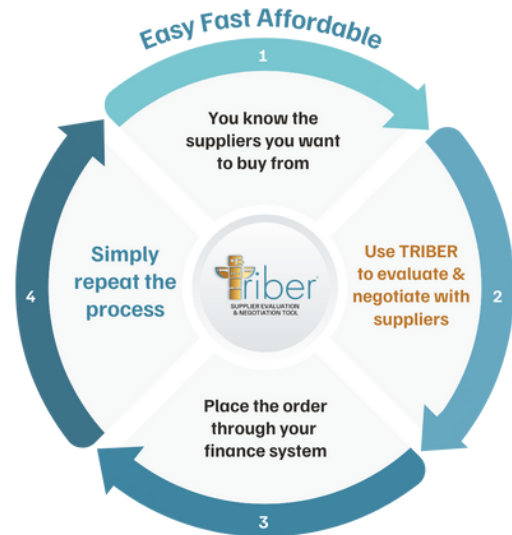 Easy Fast Affordable
1
You know the
suppliers you want
to buy from
2
Use TRIBER
to evaluate &
negotiate with
suppliers
3
Place the order
through your
finance system
4
Simply
repeat the
process
Triber™
SUPPLIER EVALUATION
& NEGOTIATION TOOL